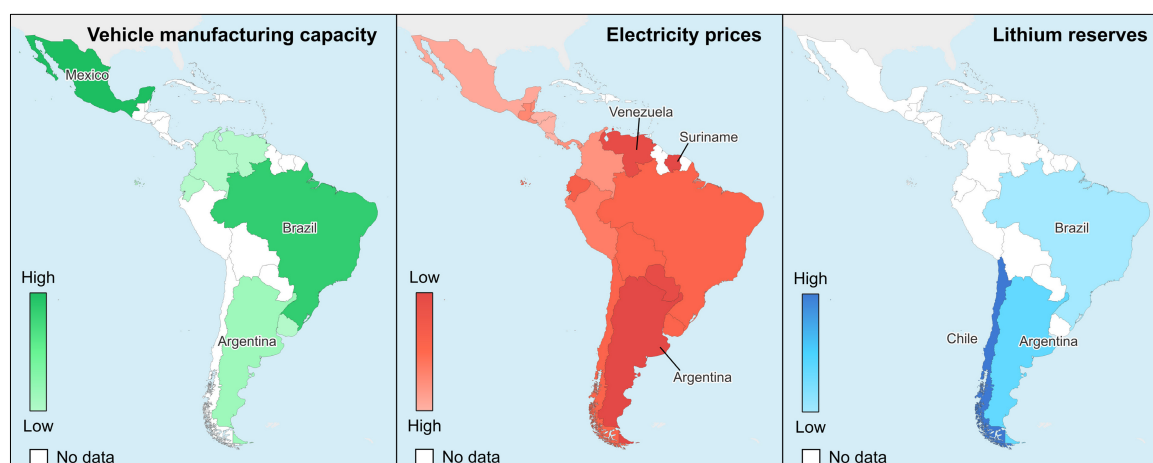 Vehicle manufacturing capacity
Mexico
Brazil
Argentina
High
Low
No data
Electricity prices
Venezuela
Suriname
Argentina
Low
High
No data
Lithium reserves
Brazil
Chile
Argentina
High
Low
No data